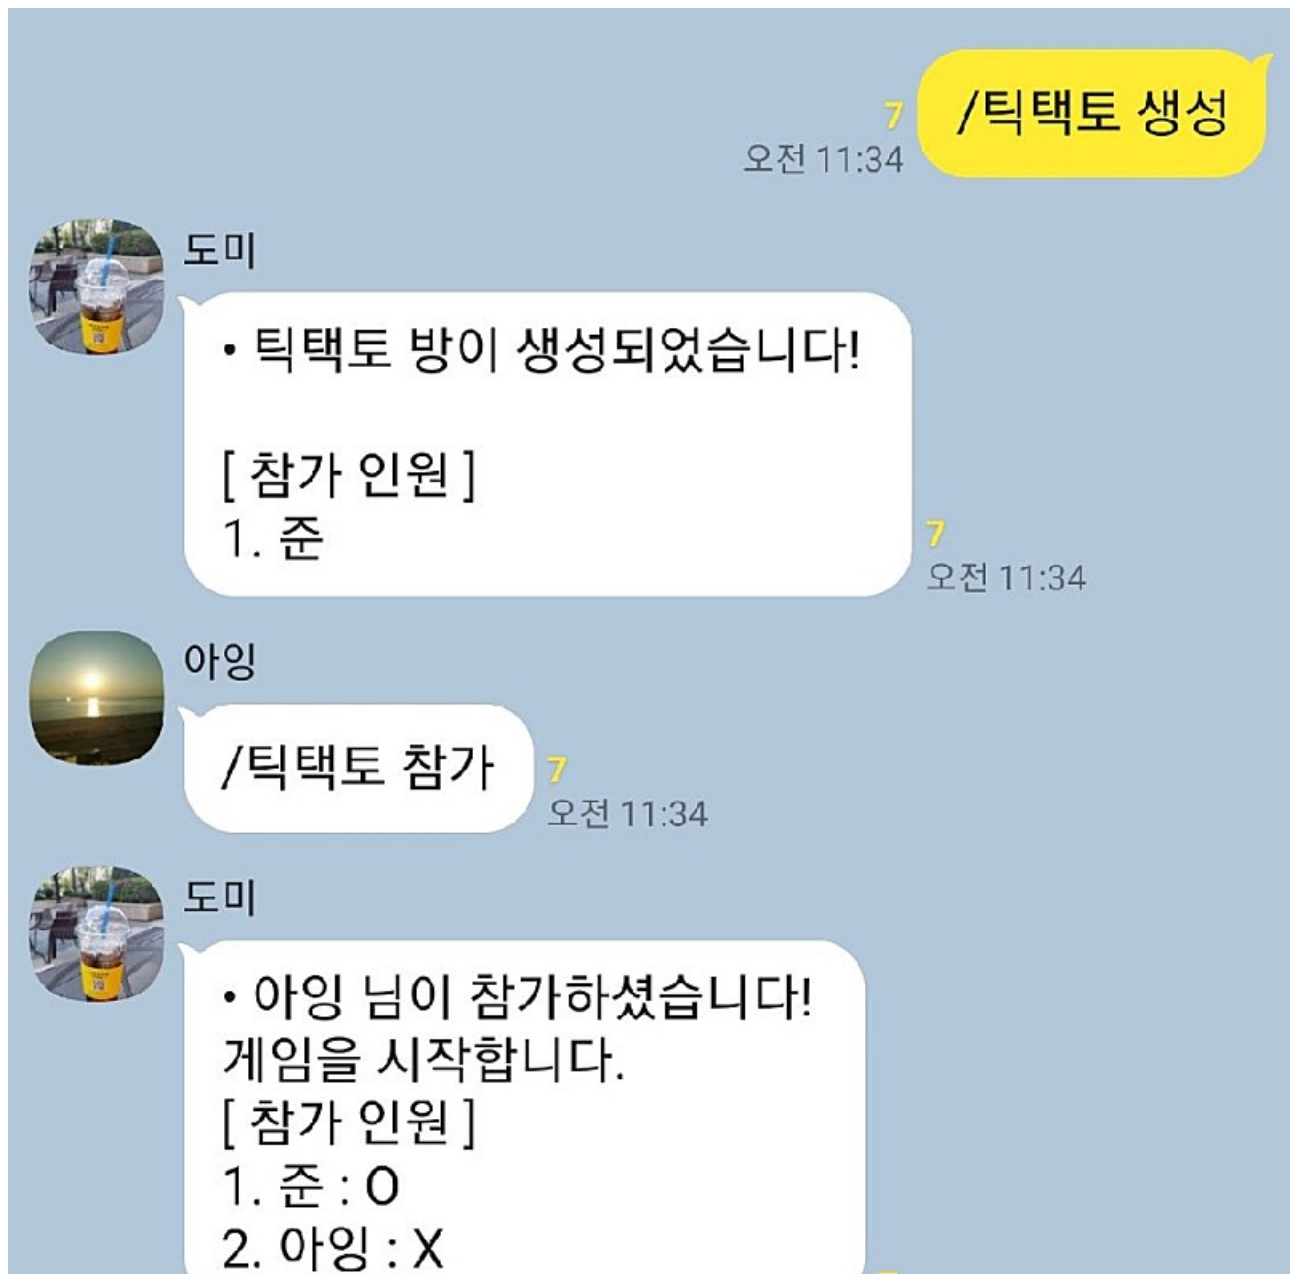 /틱택토 생성
7
오전 11:34
도미
• 틱택토 방이 생성되었습니다!
[ 참가 인원 ]
1. 준
7
오전 11:34
아잉
/틱택토 참가
7
오전 11:34
도미
• 아잉 님이 참가하셨습니다!
게임을 시작합니다.
[ 참가 인원 ]
1. 준 : O
2. 아잉 : X